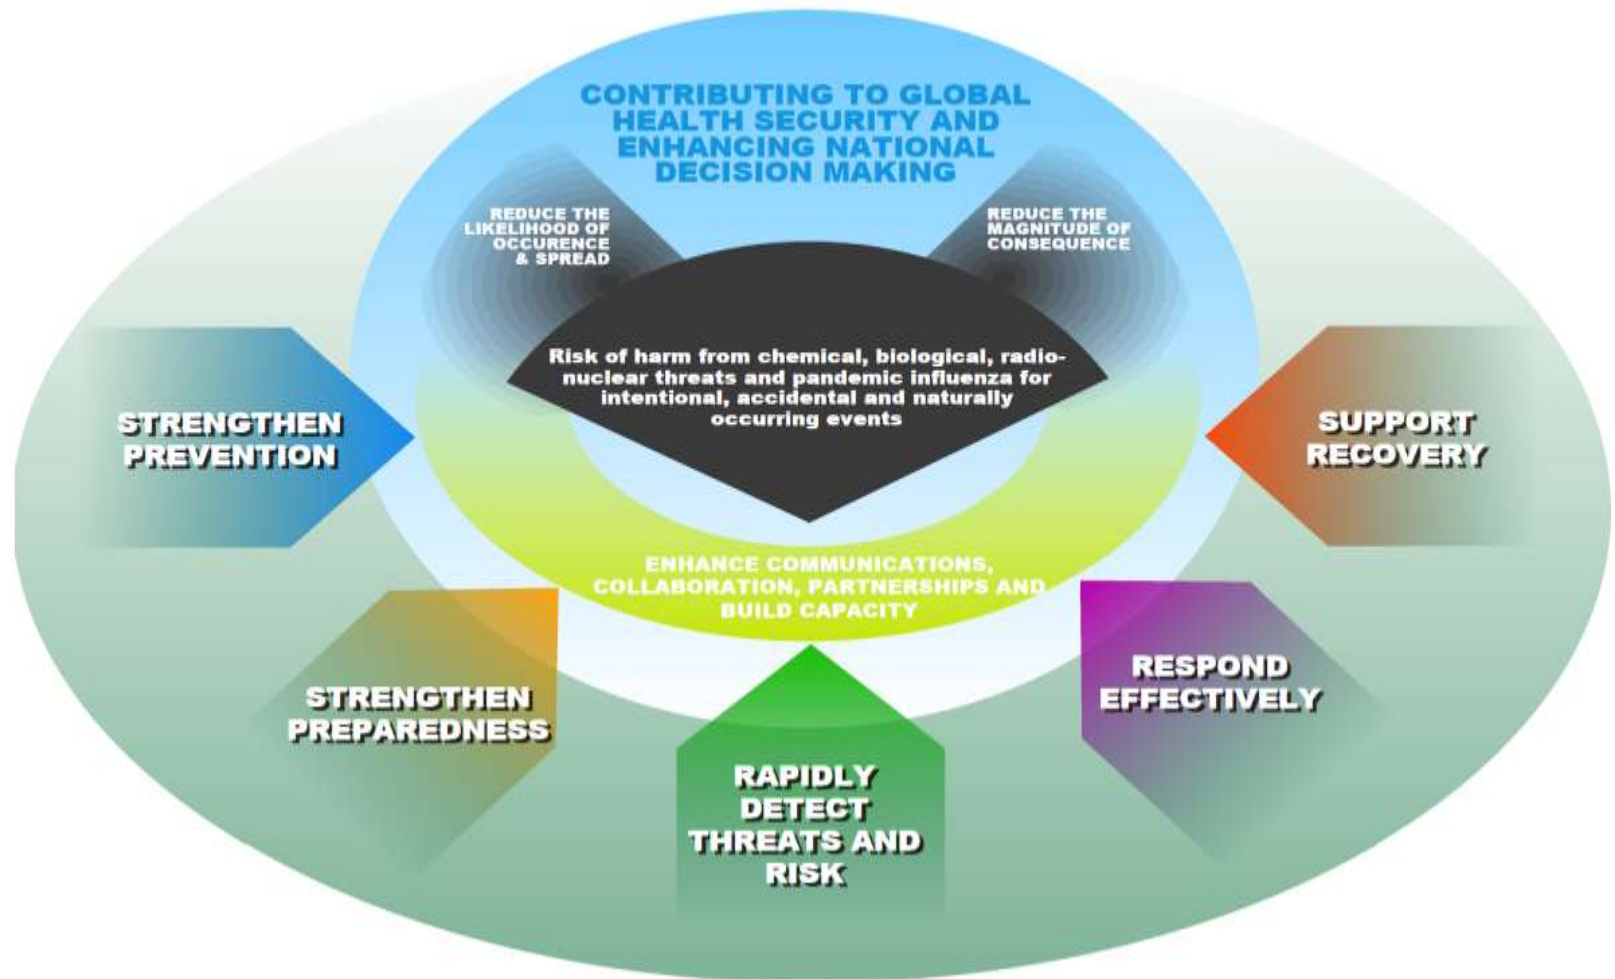 CONTRIBUTING TO GLOBAL
HEALTH SECURITY AND
ENHANCING NATIONAL
DECISION MAKING
REDUCE THE
LIKELIHOOD OF
OCCURENCE
& SPREAD
REDUCE THE
MAGNITUDE OF
CONSEQUENCE
Risk of harm from chemical, biological, radio-
nuclear threats and pandemic influenza for
intentional, accidental and naturally
occurring events
STRENGTHEN
PREVENTION
SUPPORT
RECOVERY
ENHANCE COMMUNICATIONS,
COLLABORATION, PARTNERSHIPS AND
BUILD CAPACITY
STRENGTHEN
PREPAREDNESS
RESPOND
EFFECTIVELY
RAPIDLY
DETECT
THREATS AND
RISK